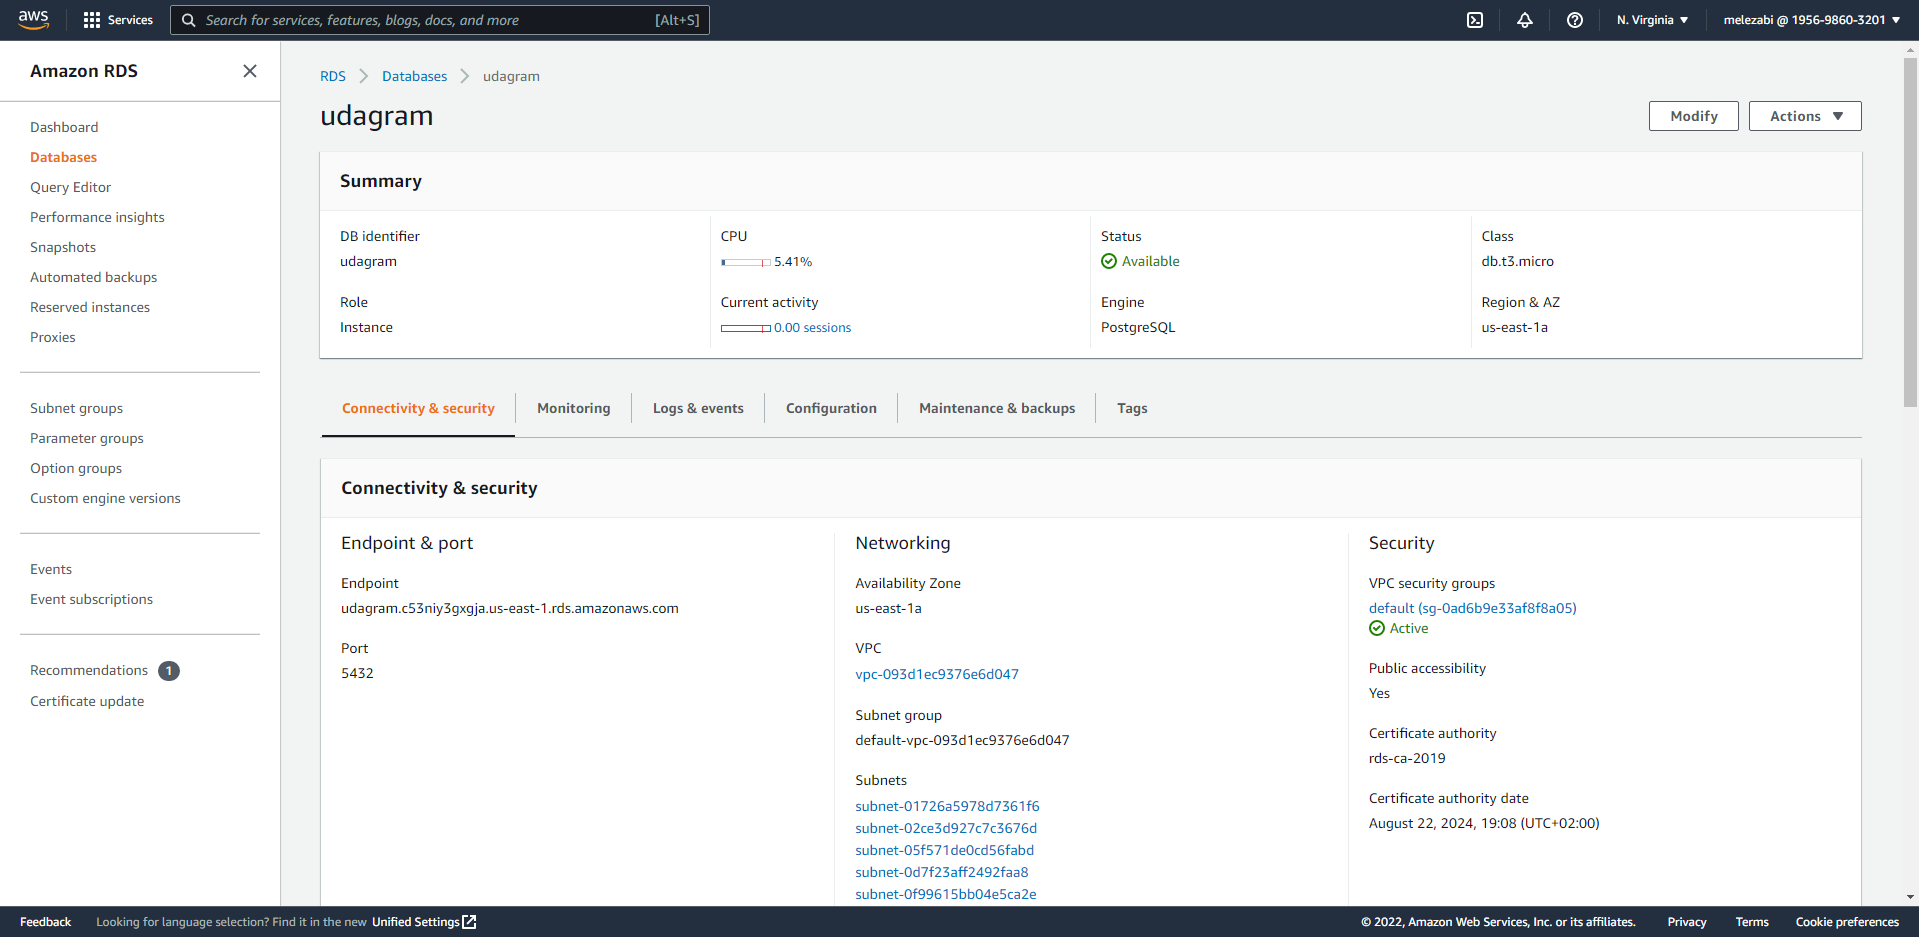 aws
Services
Search for services, features, blogs, docs, and more
[Alt+S]
N. Virginia
melezabi @ 1956-9860-3201
Amazon RDS
Dashboard
Databases
Query Editor
Performance insights
Snapshots
Automated backups
Reserved instances
Proxies
Subnet groups
Parameter groups
Option groups
Custom engine versions
Events
Event subscriptions
Recommendations 1
Certificate update
RDS > Databases > udagram
udagram
Modify
Actions
Summary
DB identifier
udagram
CPU
5.41%
Status
Available
Class
db.t3.micro
Role
Instance
Current activity
0.00 sessions
Engine
PostgreSQL
Region & AZ
us-east-1a
Connectivity & security
Monitoring
Logs & events
Configuration
Maintenance & backups
Tags
Connectivity & security
Endpoint & port
Endpoint
udagram.c53niy3gxgja.us-east-1.rds.amazonaws.com
Port
5432
Networking
Availability Zone
us-east-1a
VPC
vpc-093d1ec9376e6d047
Subnet group
default-vpc-093d1ec9376e6d047
Subnets
subnet-01726a5978d7361f6
subnet-02ce3d927c7c3676d
subnet-05f571de0cd56fabd
subnet-0d7f23aff2492faa8
subnet-0f99615bb04e5ca2e
Security
VPC security groups
default (sg-0ad6b9e33af8f8a05)
Active
Public accessibility
Yes
Certificate authority
rds-ca-2019
Certificate authority date
August 22, 2024, 19:08 (UTC+02:00)
Feedback
Looking for language selection? Find it in the new Unified Settings
© 2022, Amazon Web Services, Inc. or its affiliates.
Privacy
Terms
Cookie preferences